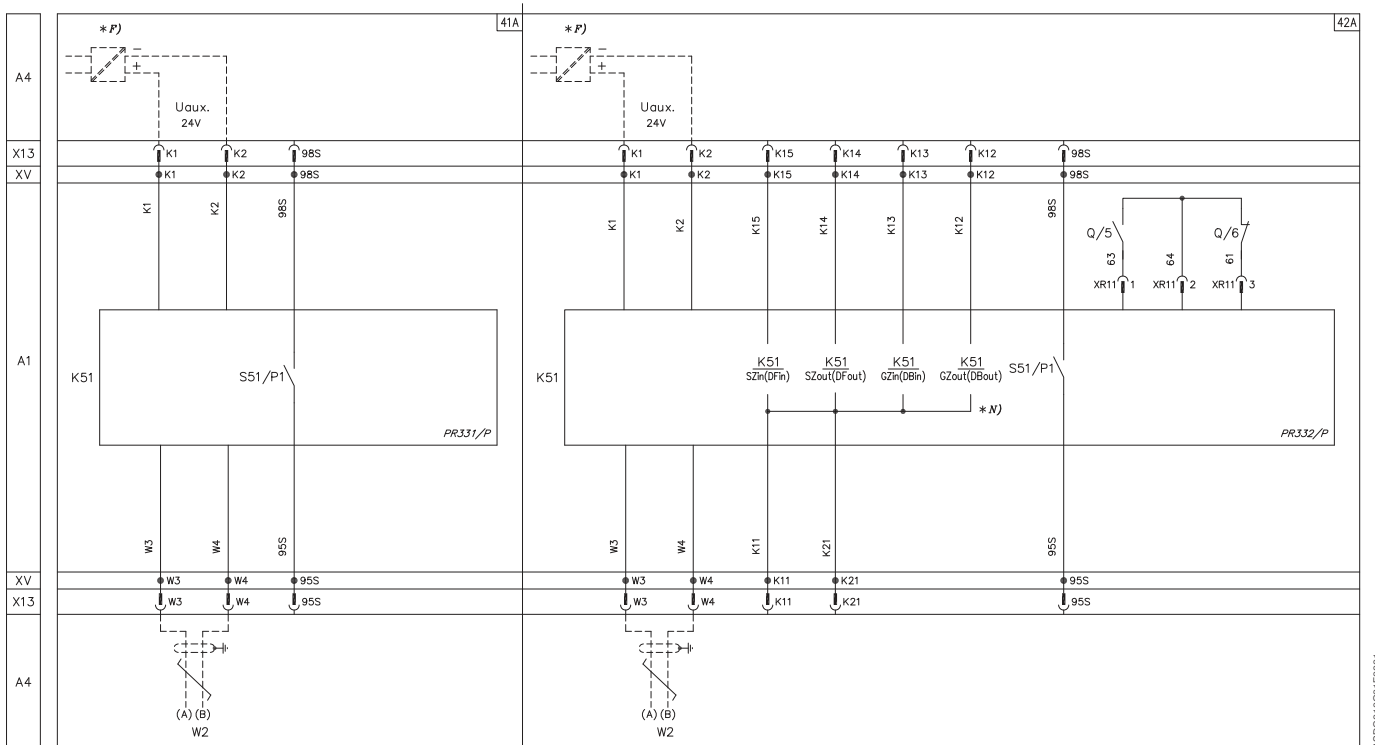 41A
42A
*F)
*F)
A4
−
+
−
+
Uaux.
24V
Uaux.
24V
X13
K1
K2
98S
K1
K2
K15
K14
K13
K12
98S
XV
K1
K2
98S
K1
K2
K15
K14
K13
K12
98S
K1
K2
98S
K1
K2
K15
K14
K13
K12
98S
Q/5
Q/6
63
64
61
XR11 1
XR11 2
XR11 3
A1
K51
S51/P1
PR331/P
K51
K51
SZin(DFin)
K51
SZout(DFout)
K51
GZin(DBin)
K51
GZout(DBout)
S51/P1
*N)
PR332/P
W3
W4
95S
W3
W4
K11
K21
95S
XV
W3
W4
95S
W3
W4
K11
K21
95S
X13
W3
W4
95S
W3
W4
K11
K21
95S
A4
(A) (B)
W2
(A) (B)
W2